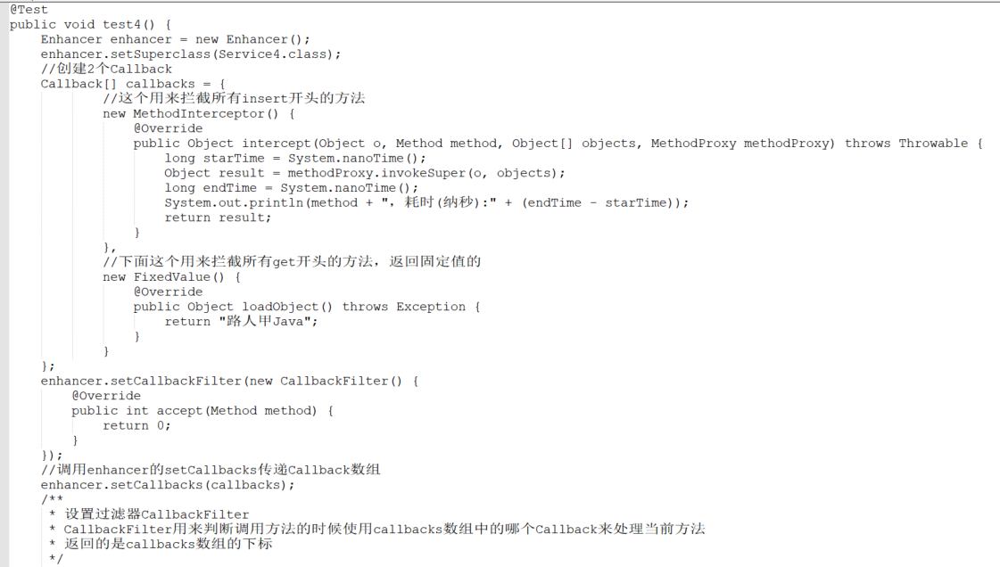 @Test
public void test4() {
    Enhancer enhancer = new Enhancer();
    enhancer.setSuperclass(Service4.class);
    //创建2个Callback
    Callback[] callbacks = {
            //这个用来拦截所有insert开头的方法
            new MethodInterceptor() {
                @Override
                public Object intercept(Object o, Method method, Object[] objects, MethodProxy methodProxy) throws Throwable {
                    long starTime = System.nanoTime();
                    Object result = methodProxy.invokeSuper(o, objects);
                    long endTime = System.nanoTime();
                    System.out.println(method + "，耗时(纳秒):" + (endTime - starTime));
                    return result;
                }
            },
            //下面这个用来拦截所有get开头的方法，返回固定值的
            new FixedValue() {
                @Override
                public Object loadObject() throws Exception {
                    return "路人甲Java";
                }
            }
    };
    enhancer.setCallbackFilter(new CallbackFilter() {
        @Override
        public int accept(Method method) {
            return 0;
        }
    });
    //调用enhancer的setCallbacks传递Callback数组
    enhancer.setCallbacks(callbacks);
    /**
     * 设置过滤器CallbackFilter
     * CallbackFilter用来判断调用方法的时候使用callbacks数组中的哪个Callback来处理当前方法
     * 返回的是callbacks数组的下标
     */